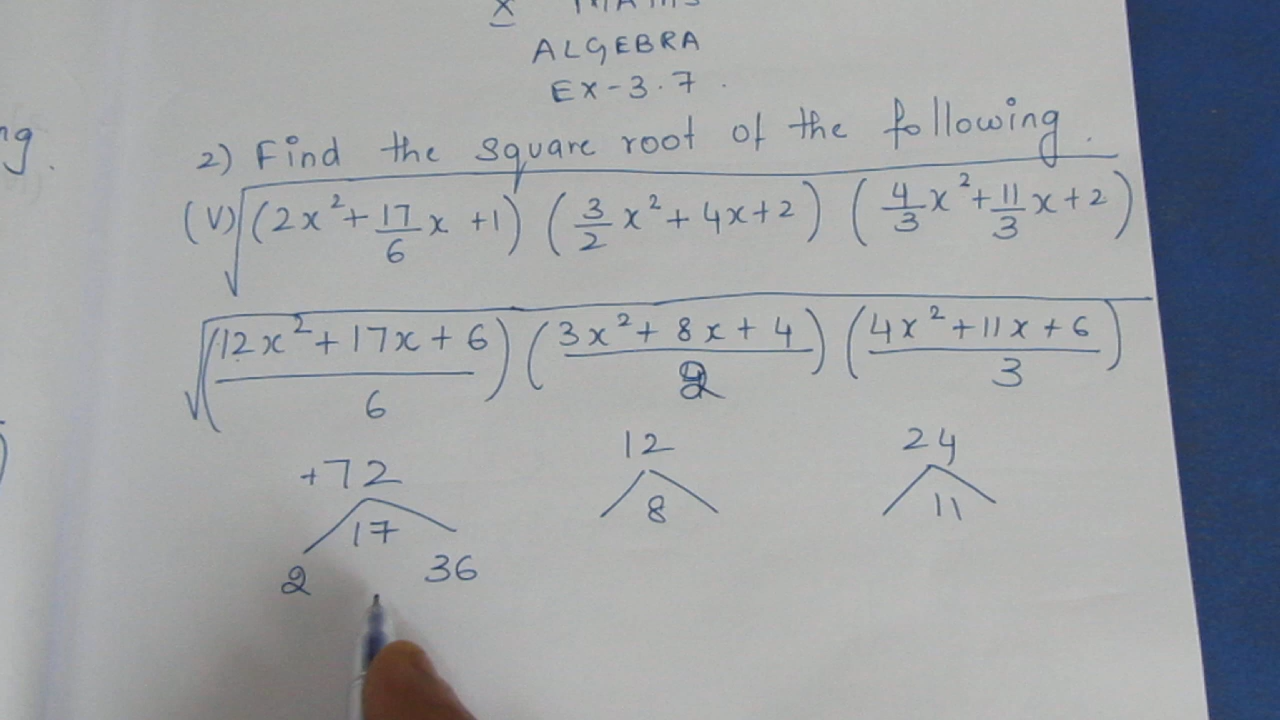 X MATHS
ALGEBRA
EX-3.7.
2) Find the square root of the following.
(V) √(2x² + 17/6 x + 1) (3/2 x² + 4x + 2) (4/3 x² + 11/3 x + 2)
√((12x² + 17x + 6)/6) ((3x² + 8x + 4)/2) ((4x² + 11x + 6)/3)
+72 12 24
17 8 11
2 36